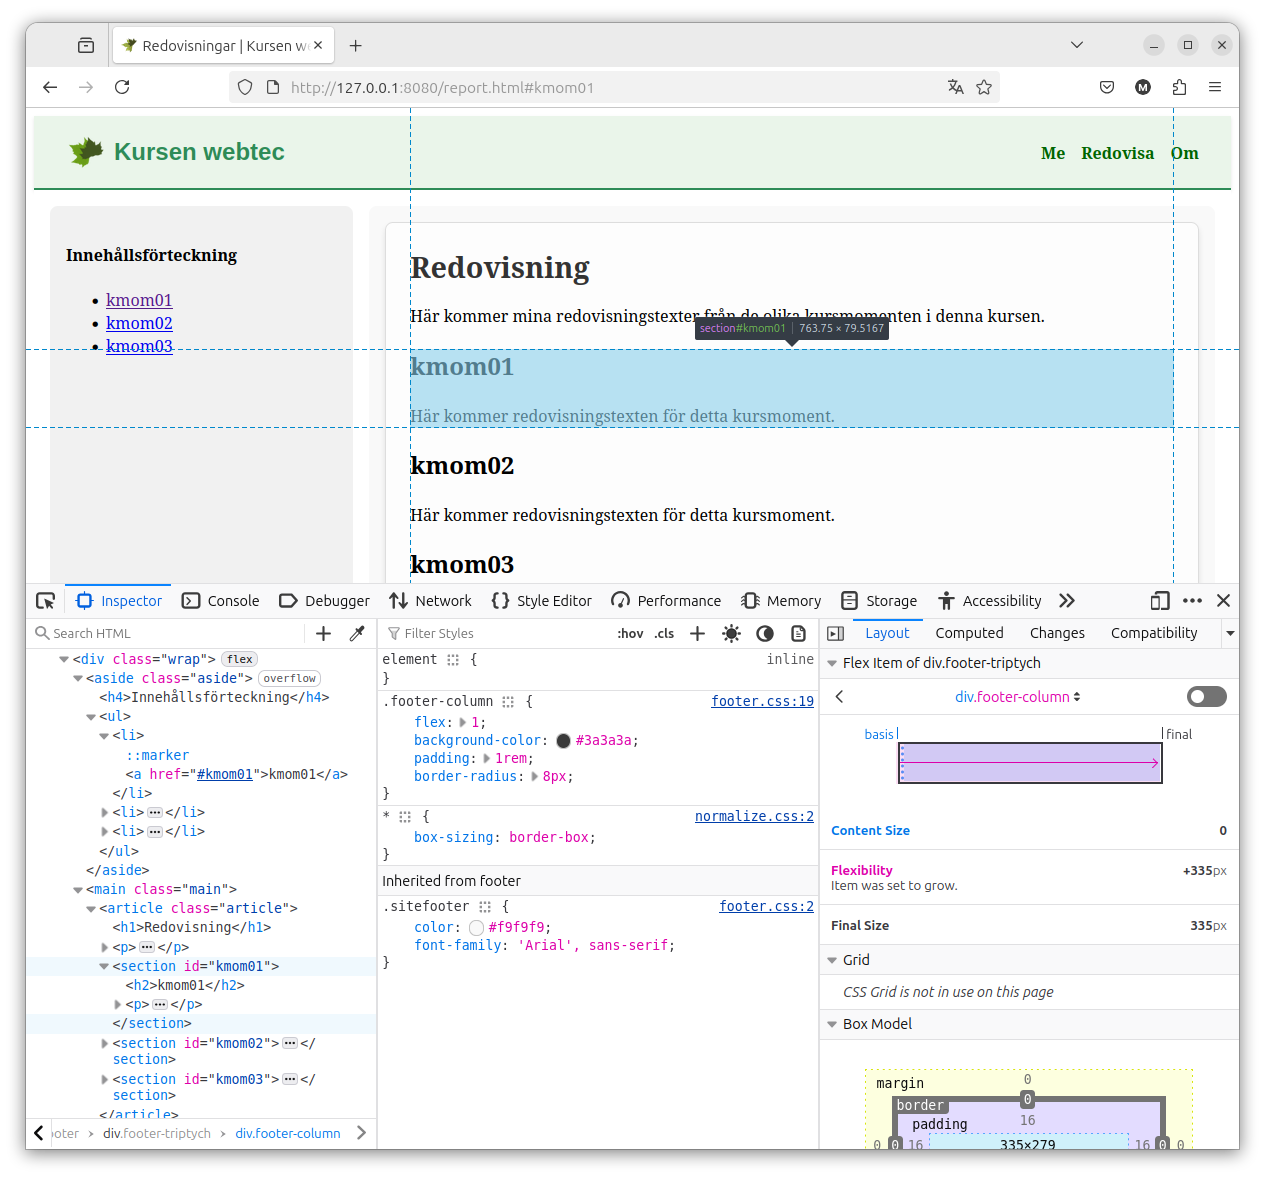 Redovisningar | Kursen w
http://127.0.0.1:8080/report.html#kmom01
M
Kursen webtec
Me Redovisa Om
Innehållsförteckning
kmom01
kmom02
kmom03
Redovisning
Här kommer mina redovisningstexter från de olika kursmomenten i denna kursen.
section#kmom01 763.75 × 79.5167
kmom01
Här kommer redovisningstexten för detta kursmoment.
kmom02
Här kommer redovisningstexten för detta kursmoment.
kmom03
Inspector Console Debugger Network Style Editor Performance Memory Storage Accessibility
Search HTML
<div class="wrap"> flex
<aside class="aside"> overflow
<h4>Innehållsförteckning</h4>
<ul>
<li>
::marker
<a href="#kmom01">kmom01</a>
</li>
<li> ••• </li>
<li> ••• </li>
</ul>
</aside>
<main class="main">
<article class="article">
<h1>Redovisning</h1>
<p> ••• </p>
<section id="kmom01">
<h2>kmom01</h2>
<p> ••• </p>
</section>
<section id="kmom02"> ••• </
section>
<section id="kmom03"> ••• </
section>
</article>
oter › div.footer-triptych › div.footer-column
Filter Styles :hov .cls
element { inline
}
.footer-column { footer.css:19
flex: 1;
background-color: #3a3a3a;
padding: 1rem;
border-radius: 8px;
}
* { normalize.css:2
box-sizing: border-box;
}
Inherited from footer
.sitefooter { footer.css:2
color: #f9f9f9;
font-family: 'Arial', sans-serif;
}
Layout Computed Changes Compatibility
Flex Item of div.footer-triptych
div.footer-column
basis final
Content Size 0
Flexibility +335px
Item was set to grow.
Final Size 335px
Grid
CSS Grid is not in use on this page
Box Model
margin 0
border 0
padding 16
0 0 16 335×279 16 0 0